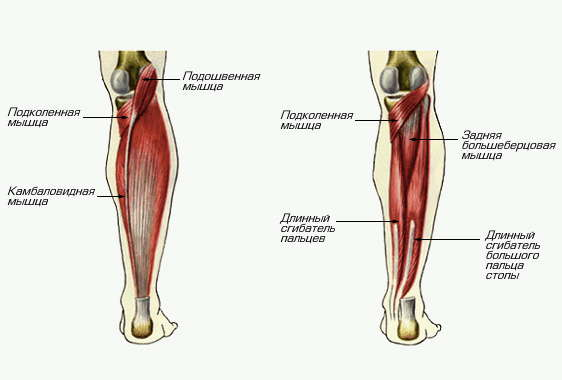 Подошвенная
мышца
Подколенная
мышца
Камбаловидная
мышца
Подколенная
мышца
Задняя
большеберцовая
мышца
Длинный
сгибатель
пальцев
Длинный
сгибатель
большого
пальца
стопы